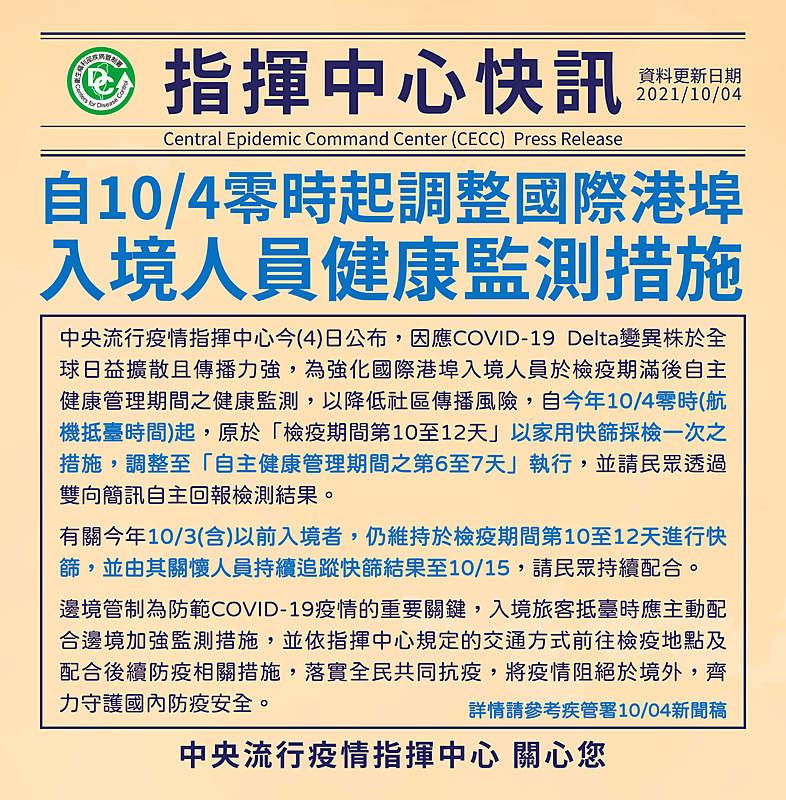 衛生福利部疾病管制署
CDC
Centers for Disease Control
指揮中心快訊
資料更新日期
2021/10/04
Central Epidemic Command Center (CECC) Press Release
自10/4零時起調整國際港埠
入境人員健康監測措施
中央流行疫情指揮中心今(4)日公布，因應COVID-19 Delta變異株於全
球日益擴散且傳播力強，為強化國際港埠入境人員於檢疫期滿後自主
健康管理期間之健康監測，以降低社區傳播風險，自今年10/4零時(航
機抵臺時間)起，原於「檢疫期間第10至12天」以家用快篩採檢一次之
措施，調整至「自主健康管理期間之第6至7天」執行，並請民眾透過
雙向簡訊自主回報檢測結果。
有關今年10/3(含)以前入境者，仍維持於檢疫期間第10至12天進行快
篩，並由其關懷人員持續追蹤快篩結果至10/15，請民眾持續配合。
邊境管制為防範COVID-19疫情的重要關鍵，入境旅客抵臺時應主動配
合邊境加強監測措施，並依指揮中心規定的交通方式前往檢疫地點及
配合後續防疫相關措施，落實全民共同抗疫，將疫情阻絕於境外，齊
力守護國內防疫安全。
詳情請參考疾管署10/04新聞稿
中央流行疫情指揮中心 關心您